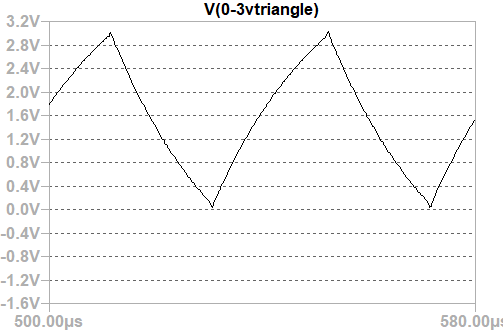 V(0-3vtriangle)
3.2V
2.8V
2.4V
2.0V
1.6V
1.2V
0.8V
0.4V
0.0V
-0.4V
-0.8V
-1.2V
-1.6V
500.00µs 580.00µs